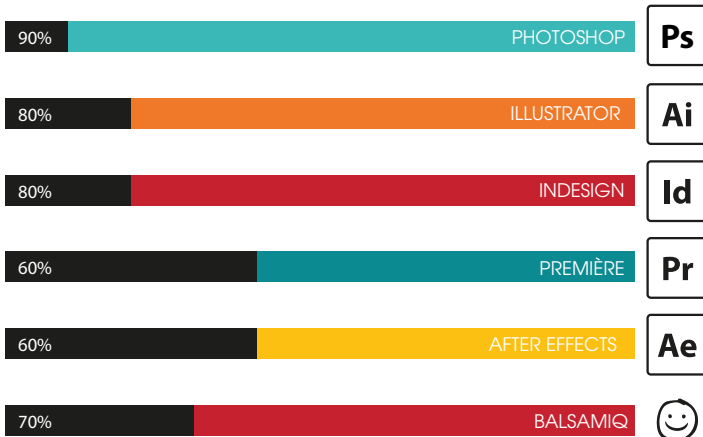 90% PHOTOSHOP Ps
80% ILLUSTRATOR Ai
80% INDESIGN Id
60% PREMIÈRE Pr
60% AFTER EFFECTS Ae
70% BALSAMIQ